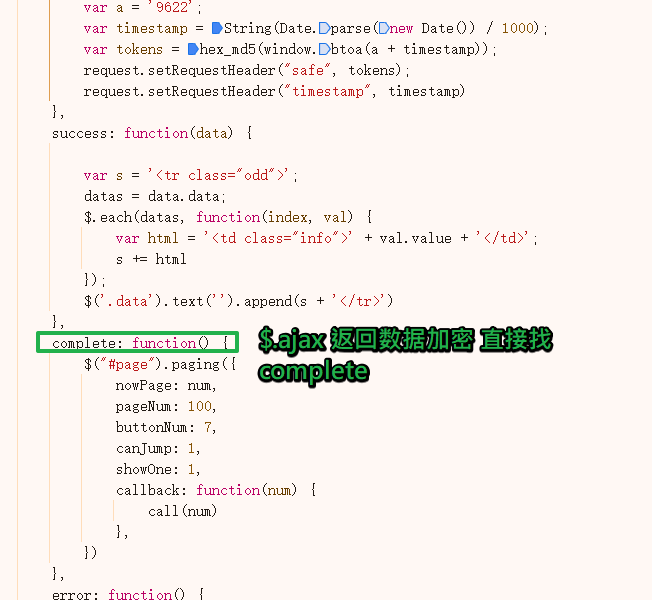 var a = '9622';
var timestamp = String(Date.parse(new Date()) / 1000);
var tokens = hex_md5(window.btoa(a + timestamp));
request.setRequestHeader("safe", tokens);
request.setRequestHeader("timestamp", timestamp)
},
success: function(data) {
var s = '<tr class="odd">';
datas = data.data;
$.each(datas, function(index, val) {
var html = '<td class="info">' + val.value + '</td>';
s += html
});
$('.data').text('').append(s + '</tr>')
},
complete: function() {
$.ajax 返回数据加密 直接找
complete
$("#page").paging({
nowPage: num,
pageNum: 100,
buttonNum: 7,
canJump: 1,
showOne: 1,
callback: function(num) {
call(num)
},
})
},
error: function() {